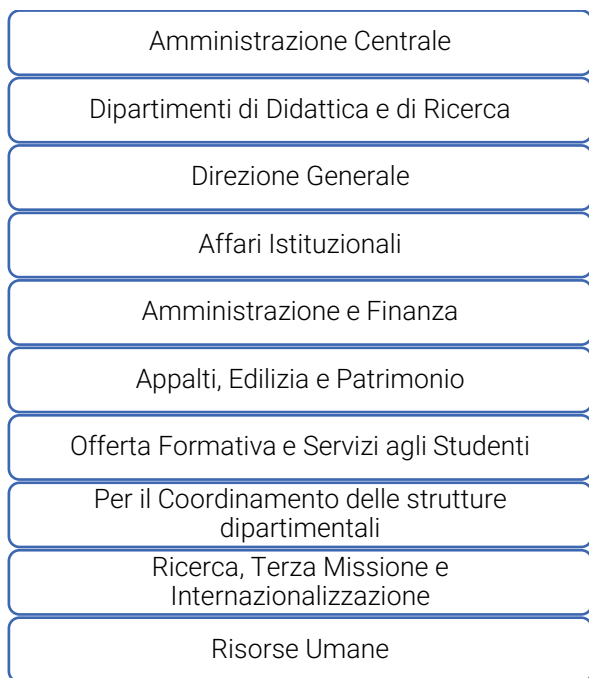 Amministrazione Centrale
Dipartimenti di Didattica e di Ricerca
Direzione Generale
Affari Istituzionali
Amministrazione e Finanza
Appalti, Edilizia e Patrimonio
Offerta Formativa e Servizi agli Studenti
Per il Coordinamento delle strutture
dipartimentali
Ricerca, Terza Missione e
Internazionalizzazione
Risorse Umane